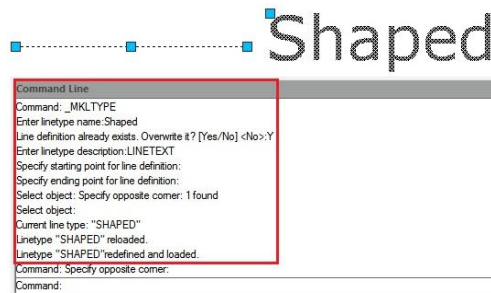 Shaped
Command Line
Command: _MKLTYPE
Enter linetype name:Shaped
Line definition already exists. Overwrite it? [Yes/No] <No>:Y
Enter linetype description:LINETEXT
Specify starting point for line definition:
Specify ending point for line definition:
Select object: Specify opposite corner: 1 found
Select object:
Current line type: "SHAPED"
Linetype "SHAPED" reloaded.
Linetype "SHAPED"redefined and loaded.
Command: Specify opposite corner:
Command: